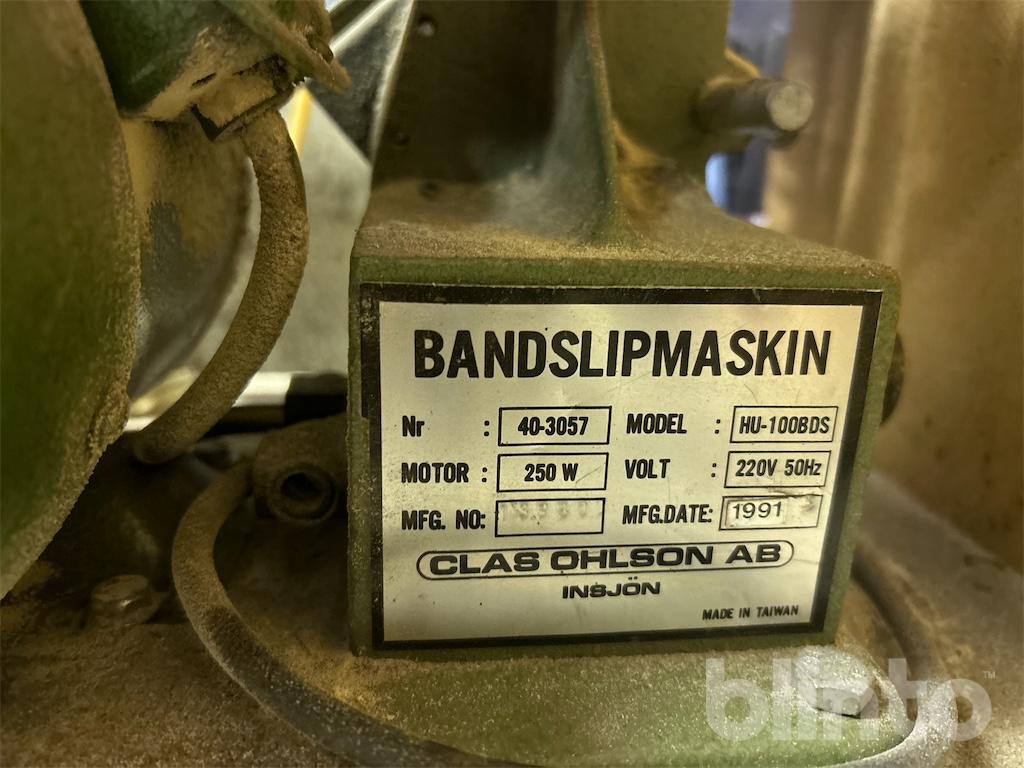 BANDSLIPMASKIN
Nr : 40-3057 MODEL : HU-100BDS
MOTOR : 250 W VOLT : 220V 50Hz
MFG. NO: MFG.DATE: 1991
CLAS OHLSON AB
INSJÖN
MADE IN TAIWAN
blinto™